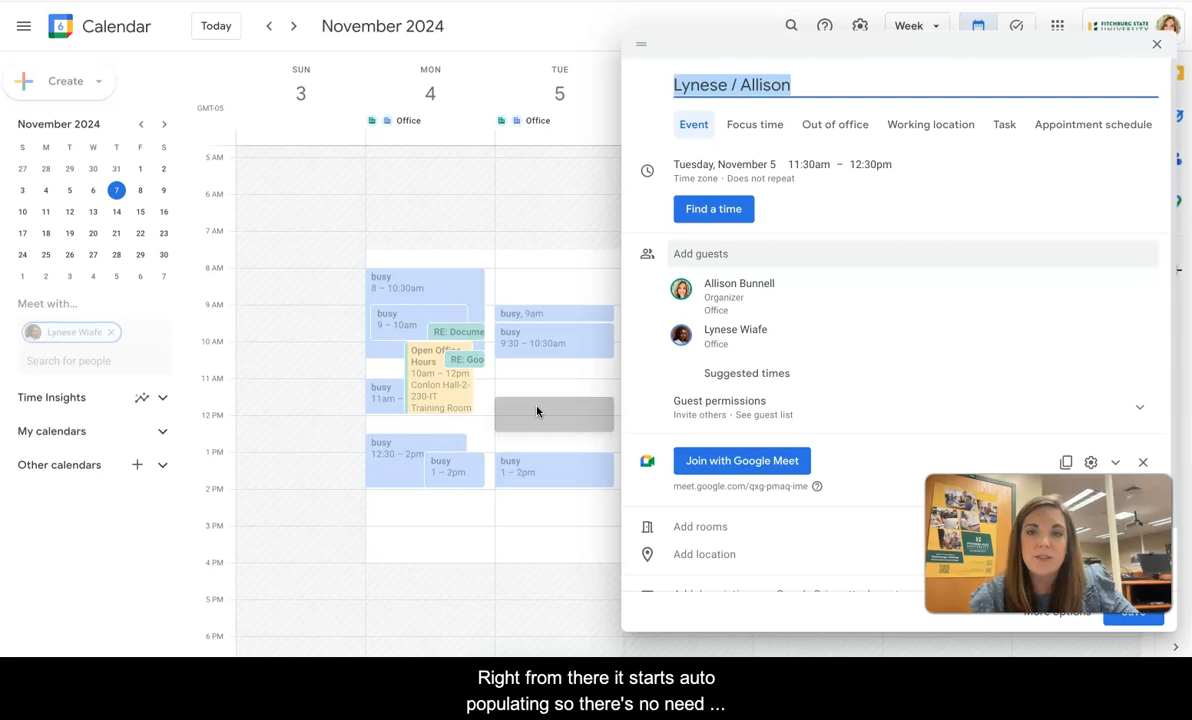 6 Calendar
Today
November 2024
Week
FITCHBURG STATE
UNIVERSITY
Create
November 2024
S M T W T F S
27 28 29 30 31 1 2
3 4 5 6 7 8 9
10 11 12 13 14 15 16
17 18 19 20 21 22 23
24 25 26 27 28 29 30
1 2 3 4 5 6 7
Meet with...
Lynese Wiafe
Search for people
Time Insights
My calendars
Other calendars
GMT-05
SUN
3
MON
4
Office
TUE
5
Office
5 AM
6 AM
7 AM
8 AM
9 AM
10 AM
11 AM
12 PM
1 PM
2 PM
3 PM
4 PM
5 PM
6 PM
busy
8 – 10:30am
busy
9 – 10am
RE: Docume
Open Office
Hours
10am – 12pm
Conlon Hall-2-
230-IT
Training Room
RE: Goo
busy
11am –
busy
12:30 – 2pm
busy
1 – 2pm
busy, 9am
busy
9:30 – 10:30am
busy
1 – 2pm
Lynese / Allison
Event
Focus time
Out of office
Working location
Task
Appointment schedule
Tuesday, November 5 11:30am – 12:30pm
Time zone · Does not repeat
Find a time
Add guests
Allison Bunnell
Organizer
Office
Lynese Wiafe
Office
Suggested times
Guest permissions
Invite others · See guest list
Join with Google Meet
meet.google.com/qxg-pmaq-ime
Add rooms
Add location
More options
Save
Right from there it starts auto
populating so there's no need ...